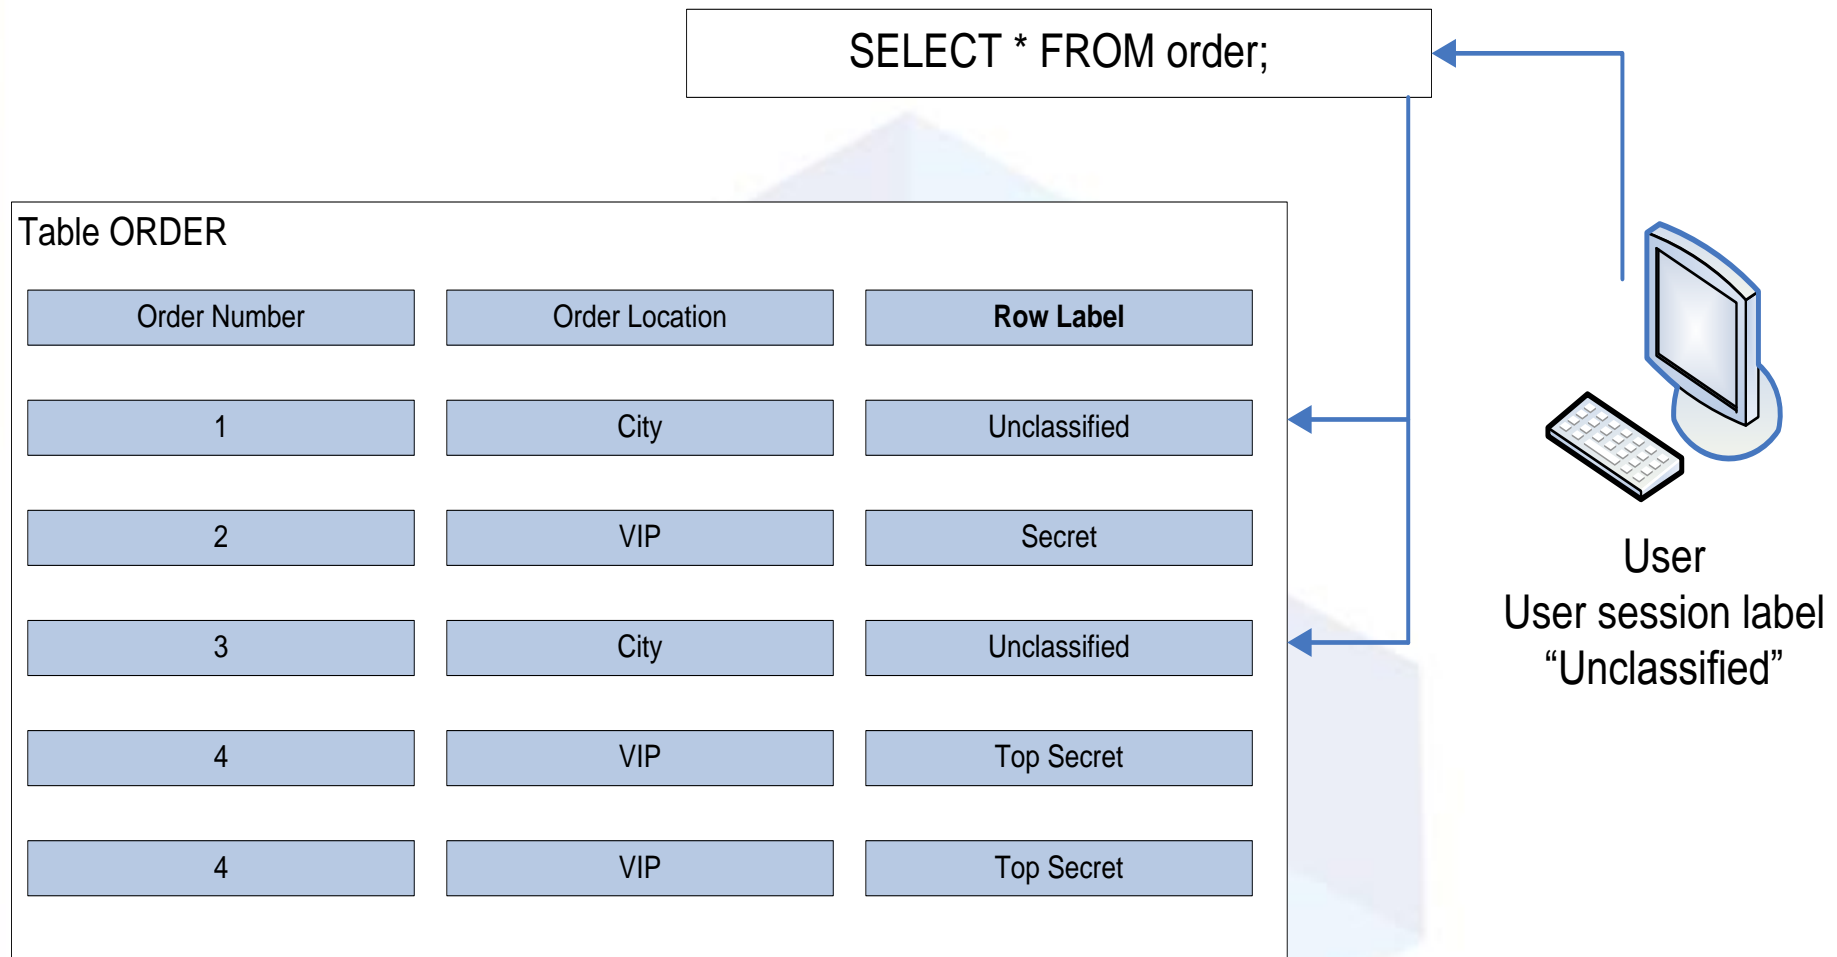 SELECT * FROM order;
Table ORDER
Order Number Order Location Row Label
1 City Unclassified
2 VIP Secret
3 City Unclassified
4 VIP Top Secret
4 VIP Top Secret
User
User session label
“Unclassified”